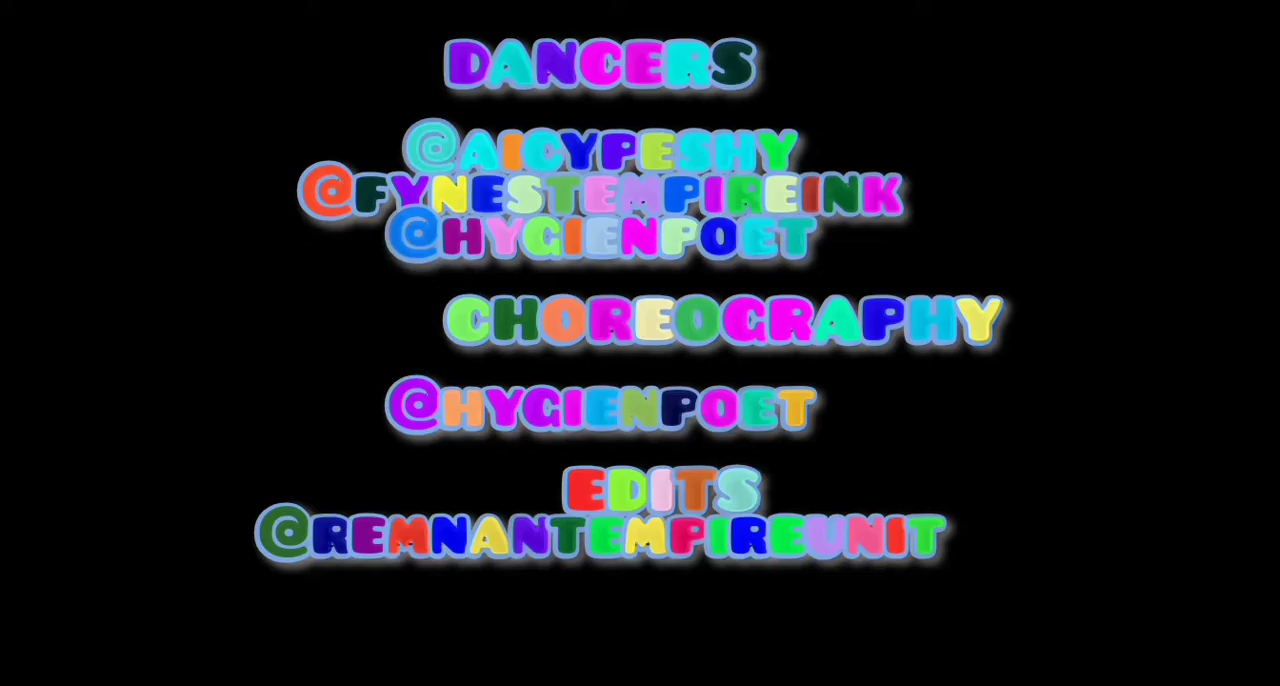 DANCERS
@AICYPESHY
@FYNESTEMPIREINK
@HYGIENPOET
CHOREOGRAPHY
@HYGIENPOET
EDITS
@REMNANTEMPIREUNIT